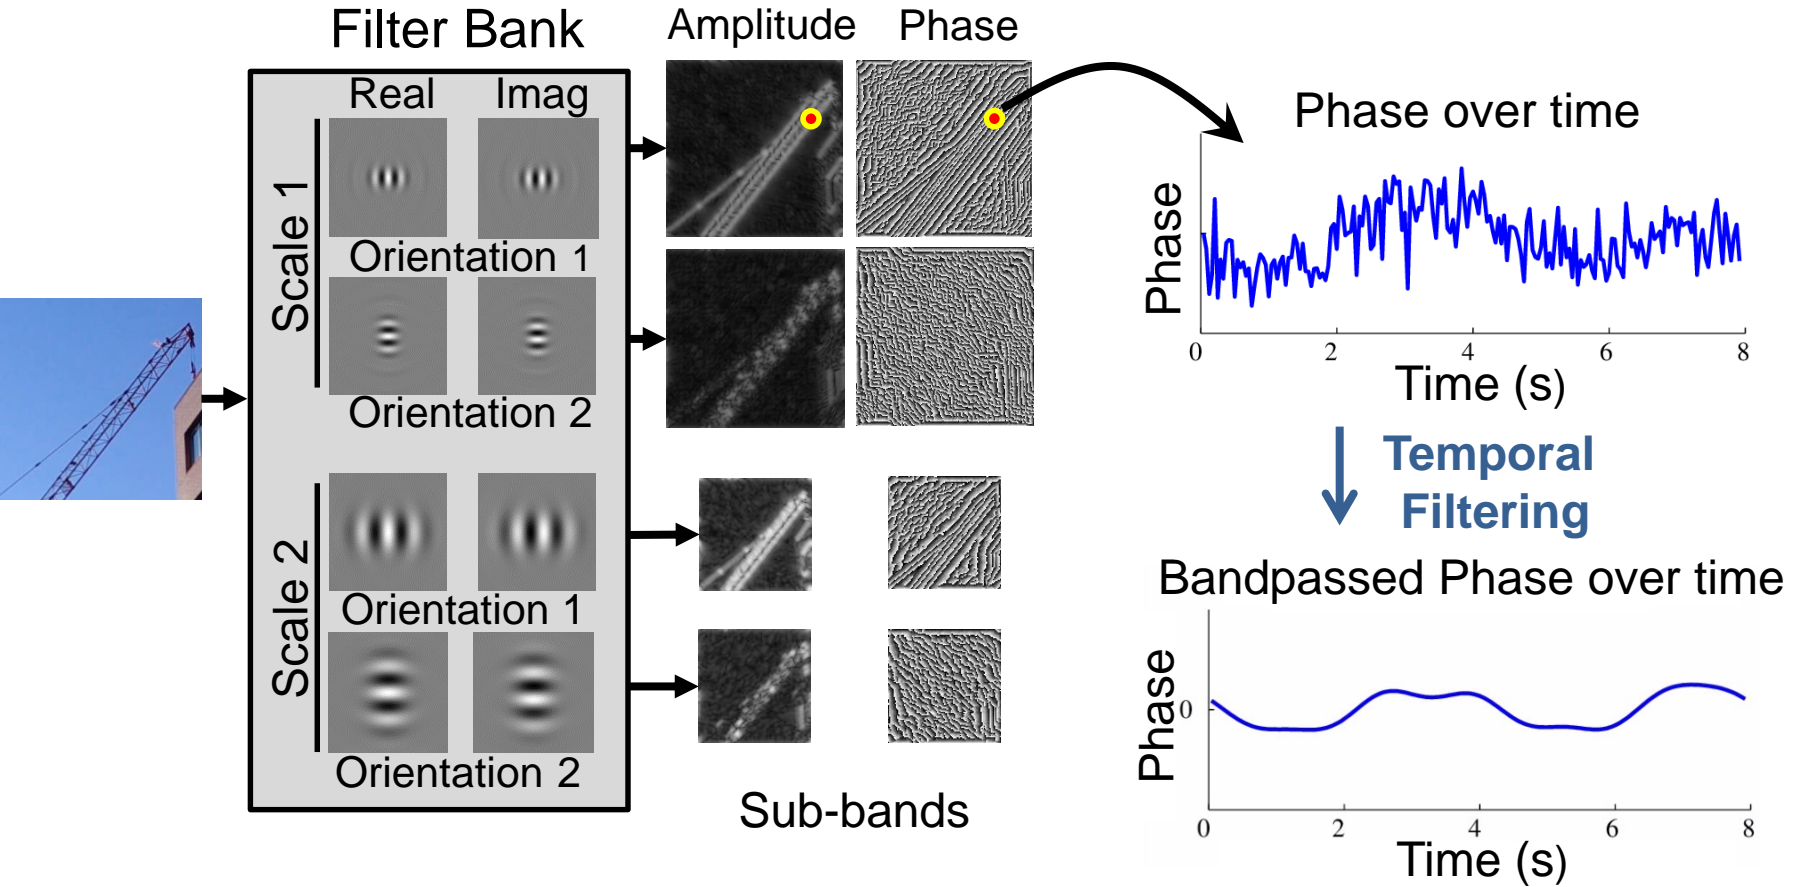 Filter Bank
Real Imag
Scale 1
Orientation 1
Orientation 2
Scale 2
Orientation 1
Orientation 2
Amplitude Phase
Sub-bands
Phase over time
Phase
0 2 4 6 8
Time (s)
Temporal
Filtering
Bandpassed Phase over time
Phase
0
0 2 4 6 8
Time (s)